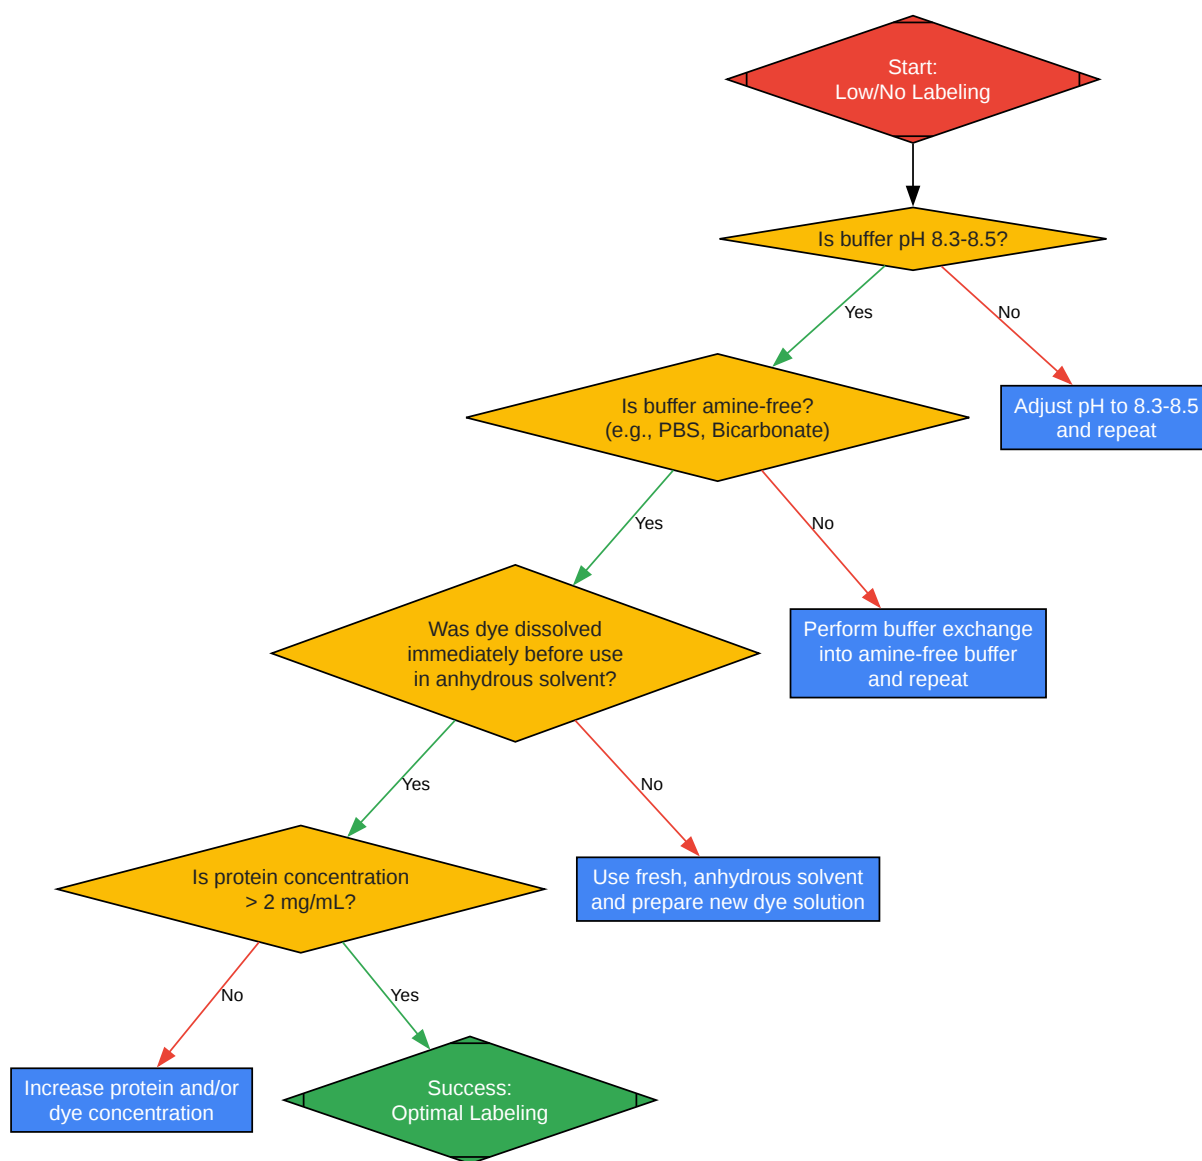 Start:
Low/No Labeling
Is buffer pH 8.3-8.5?
Yes
No
Is buffer amine-free?
(e.g., PBS, Bicarbonate)
Adjust pH to 8.3-8.5
and repeat
Yes
No
Was dye dissolved
immediately before use
in anhydrous solvent?
Perform buffer exchange
into amine-free buffer
and repeat
Yes
No
Is protein concentration
> 2 mg/mL?
Use fresh, anhydrous solvent
and prepare new dye solution
No
Yes
Increase protein and/or
dye concentration
Success:
Optimal Labeling